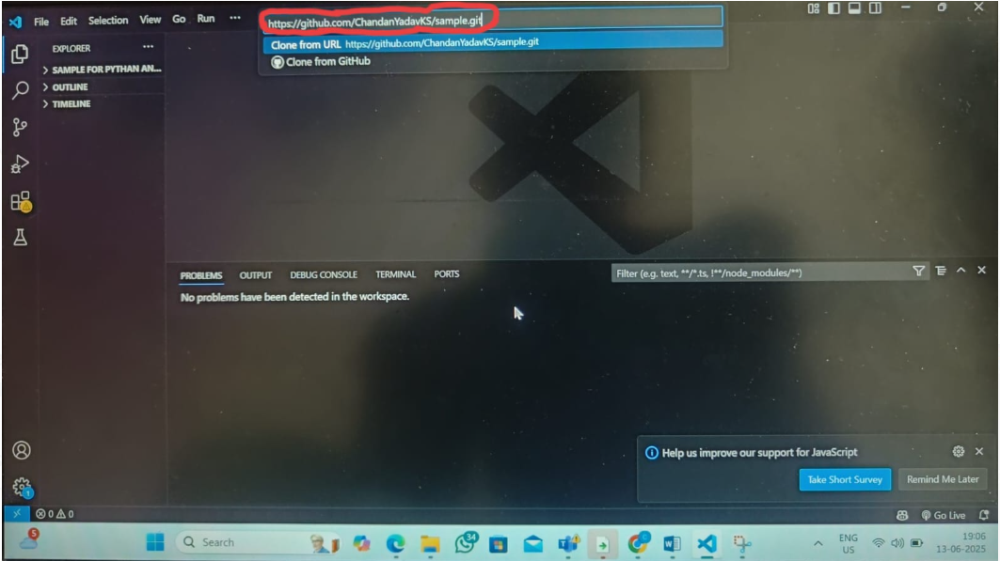 File Edit Selection View Go Run ···
https://github.com/ChandanYadavKS/sample.git
Clone from URL https://github.com/ChandanYadavKS/sample.git
Clone from GitHub
EXPLORER ···
SAMPLE FOR PYTHAN AN...
OUTLINE
TIMELINE
PROBLEMS OUTPUT DEBUG CONSOLE TERMINAL PORTS
Filter (e.g. text, **/*.ts, !**/node_modules/**)
No problems have been detected in the workspace.
Help us improve our support for JavaScript
Take Short Survey Remind Me Later
1
0 0
Go Live
5
Search
34
ENG
US
19:06
13-06-2025